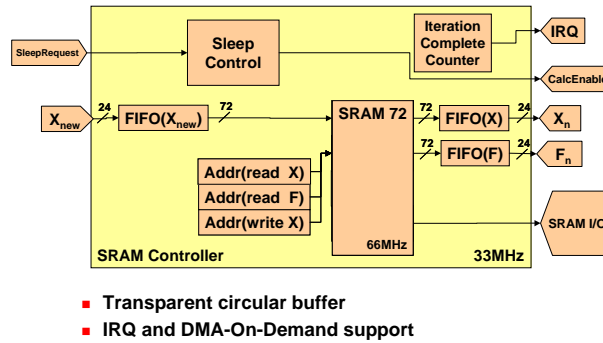 SleepRequest
Sleep
Control
Iteration
Complete
Counter
IRQ
CalcEnable
Xnew
24
FIFO(Xnew)
72
SRAM 72
72
FIFO(X)
24
Xn
72
FIFO(F)
24
Fn
Addr(read X)
Addr(read F)
Addr(write X)
SRAM I/O
66MHz
SRAM Controller
33MHz
Transparent circular buffer
IRQ and DMA-On-Demand support